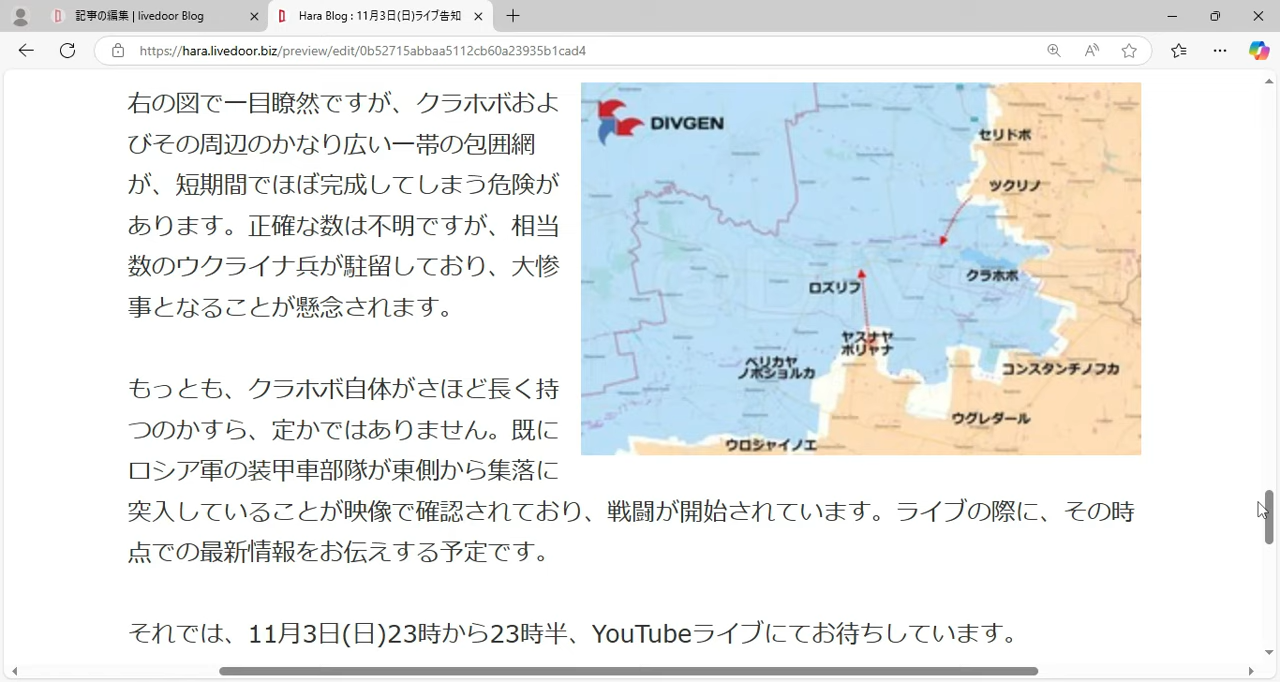 記事の編集 | livedoor Blog
Hara Blog : 11月3日(日)ライブ告知
https://hara.livedoor.biz/preview/edit/0b52715abbaa5112cb60a23935b1cad4
右の図で一目瞭然ですが、クラホボおよ
びその周辺のかなり広い一帯の包囲網
が、短期間でほぼ完成してしまう危険が
あります。正確な数は不明ですが、相当
数のウクライナ兵が駐留しており、大惨
事となることが懸念されます。
もっとも、クラホボ自体がさほど長く持
つのかすら、定かではありません。既に
ロシア軍の装甲車部隊が東側から集落に
突入していることが映像で確認されており、戦闘が開始されています。ライブの際に、その時
点での最新情報をお伝えする予定です。
それでは、11月3日(日)23時から23時半、YouTubeライブにてお待ちしています。
DIVGEN
セリドボ
ツクリノ
クラホボ
ロズリフ
ヤスナヤ
ポリャナ
ベリカヤ
ノボショルカ
コンスタンチノフカ
ウグレダール
ウロジャイノエ